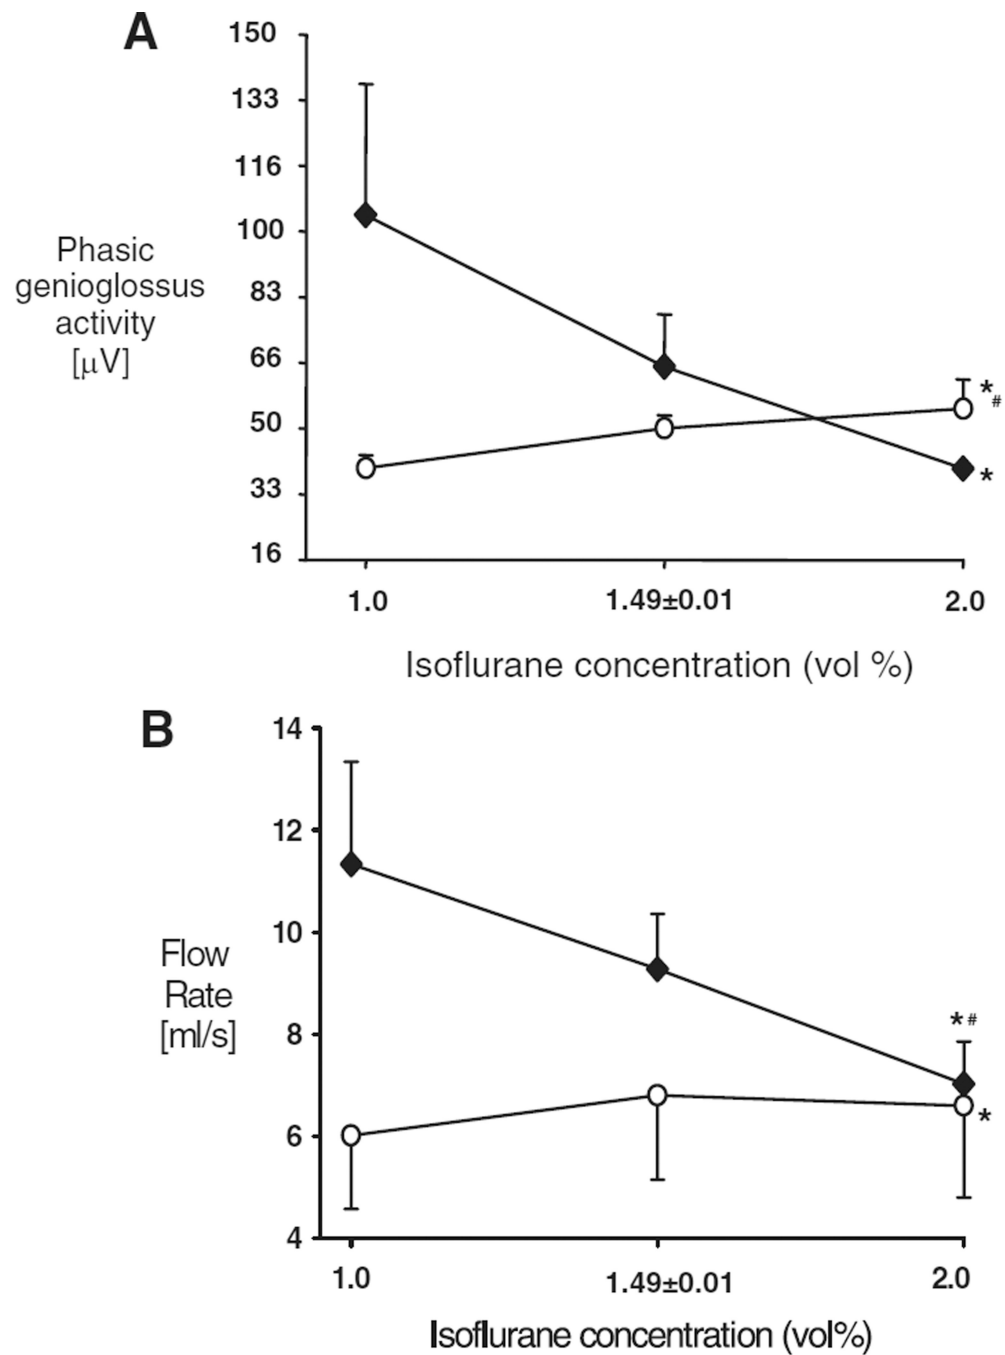 A
150
133
116
100
83
66
50
33
16
Phasic
genioglossus
activity
[μV]
*
#
*
1.0
1.49±0.01
2.0
Isoflurane concentration (vol %)
B
14
12
10
8
6
4
Flow
Rate
[ml/s]
*#
*
1.0
1.49±0.01
2.0
Isoflurane concentration (vol%)